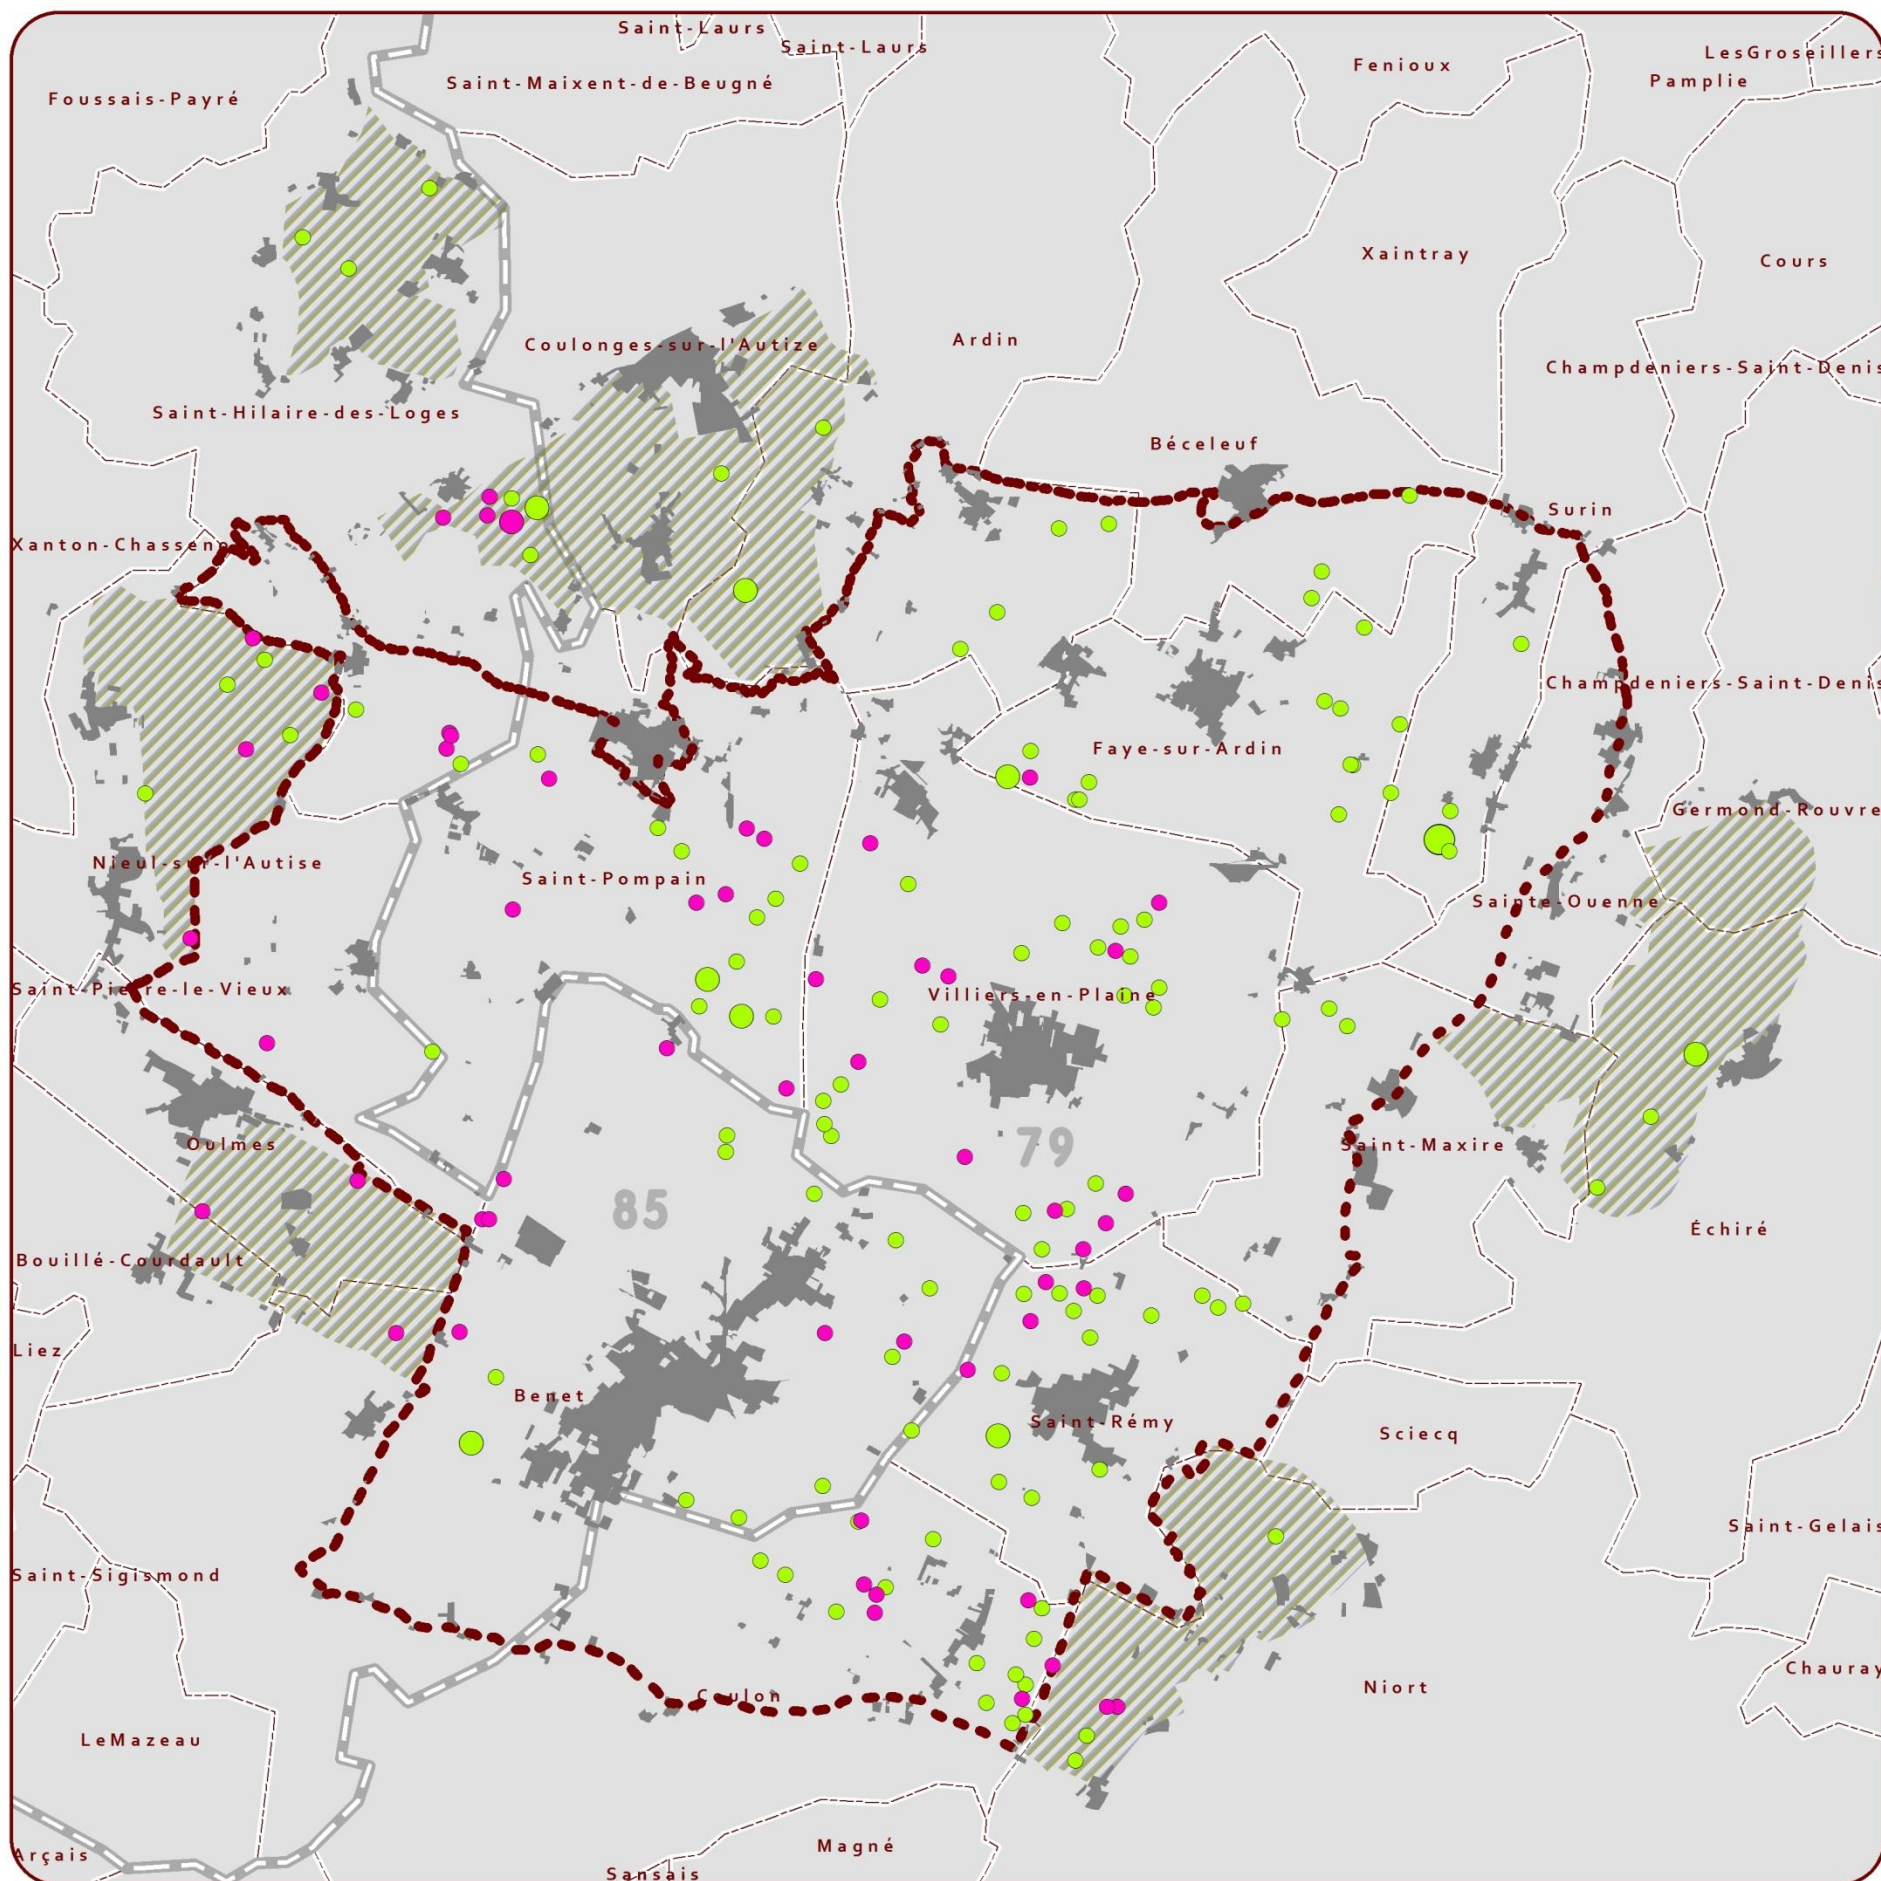 Saint-Laurs
Saint-Laurs
LesGroseillers
Fenioux
Pamplie
Saint-Maixent-de-Beugné
Foussais-Payré
Xaintray
Cours
Ardin
Coulonges-sur-l'Autize
Champdeniers-Saint-Denis
Saint-Hilaire-des-Loges
Béceleuf
Surin
Xanton-Chassen
Champdeniers-Saint-Denis
Faye-sur-Ardin
Germond-Rouvre
Nieul-sur-l'Autise
Saint-Pompain
Sainte-Ouenne
Saint-Pierre-le-Vieux
Villiers-en-Plaine
Oulmes
79
Saint-Maxire
85
Échiré
Bouillé-Courdault
Liez
Benet
Saint-Rémy
Sciecq
Saint-Gelais
Saint-Sigismond
Chauray
Niort
Coulon
LeMazeau
Magné
Arçais
Sansais